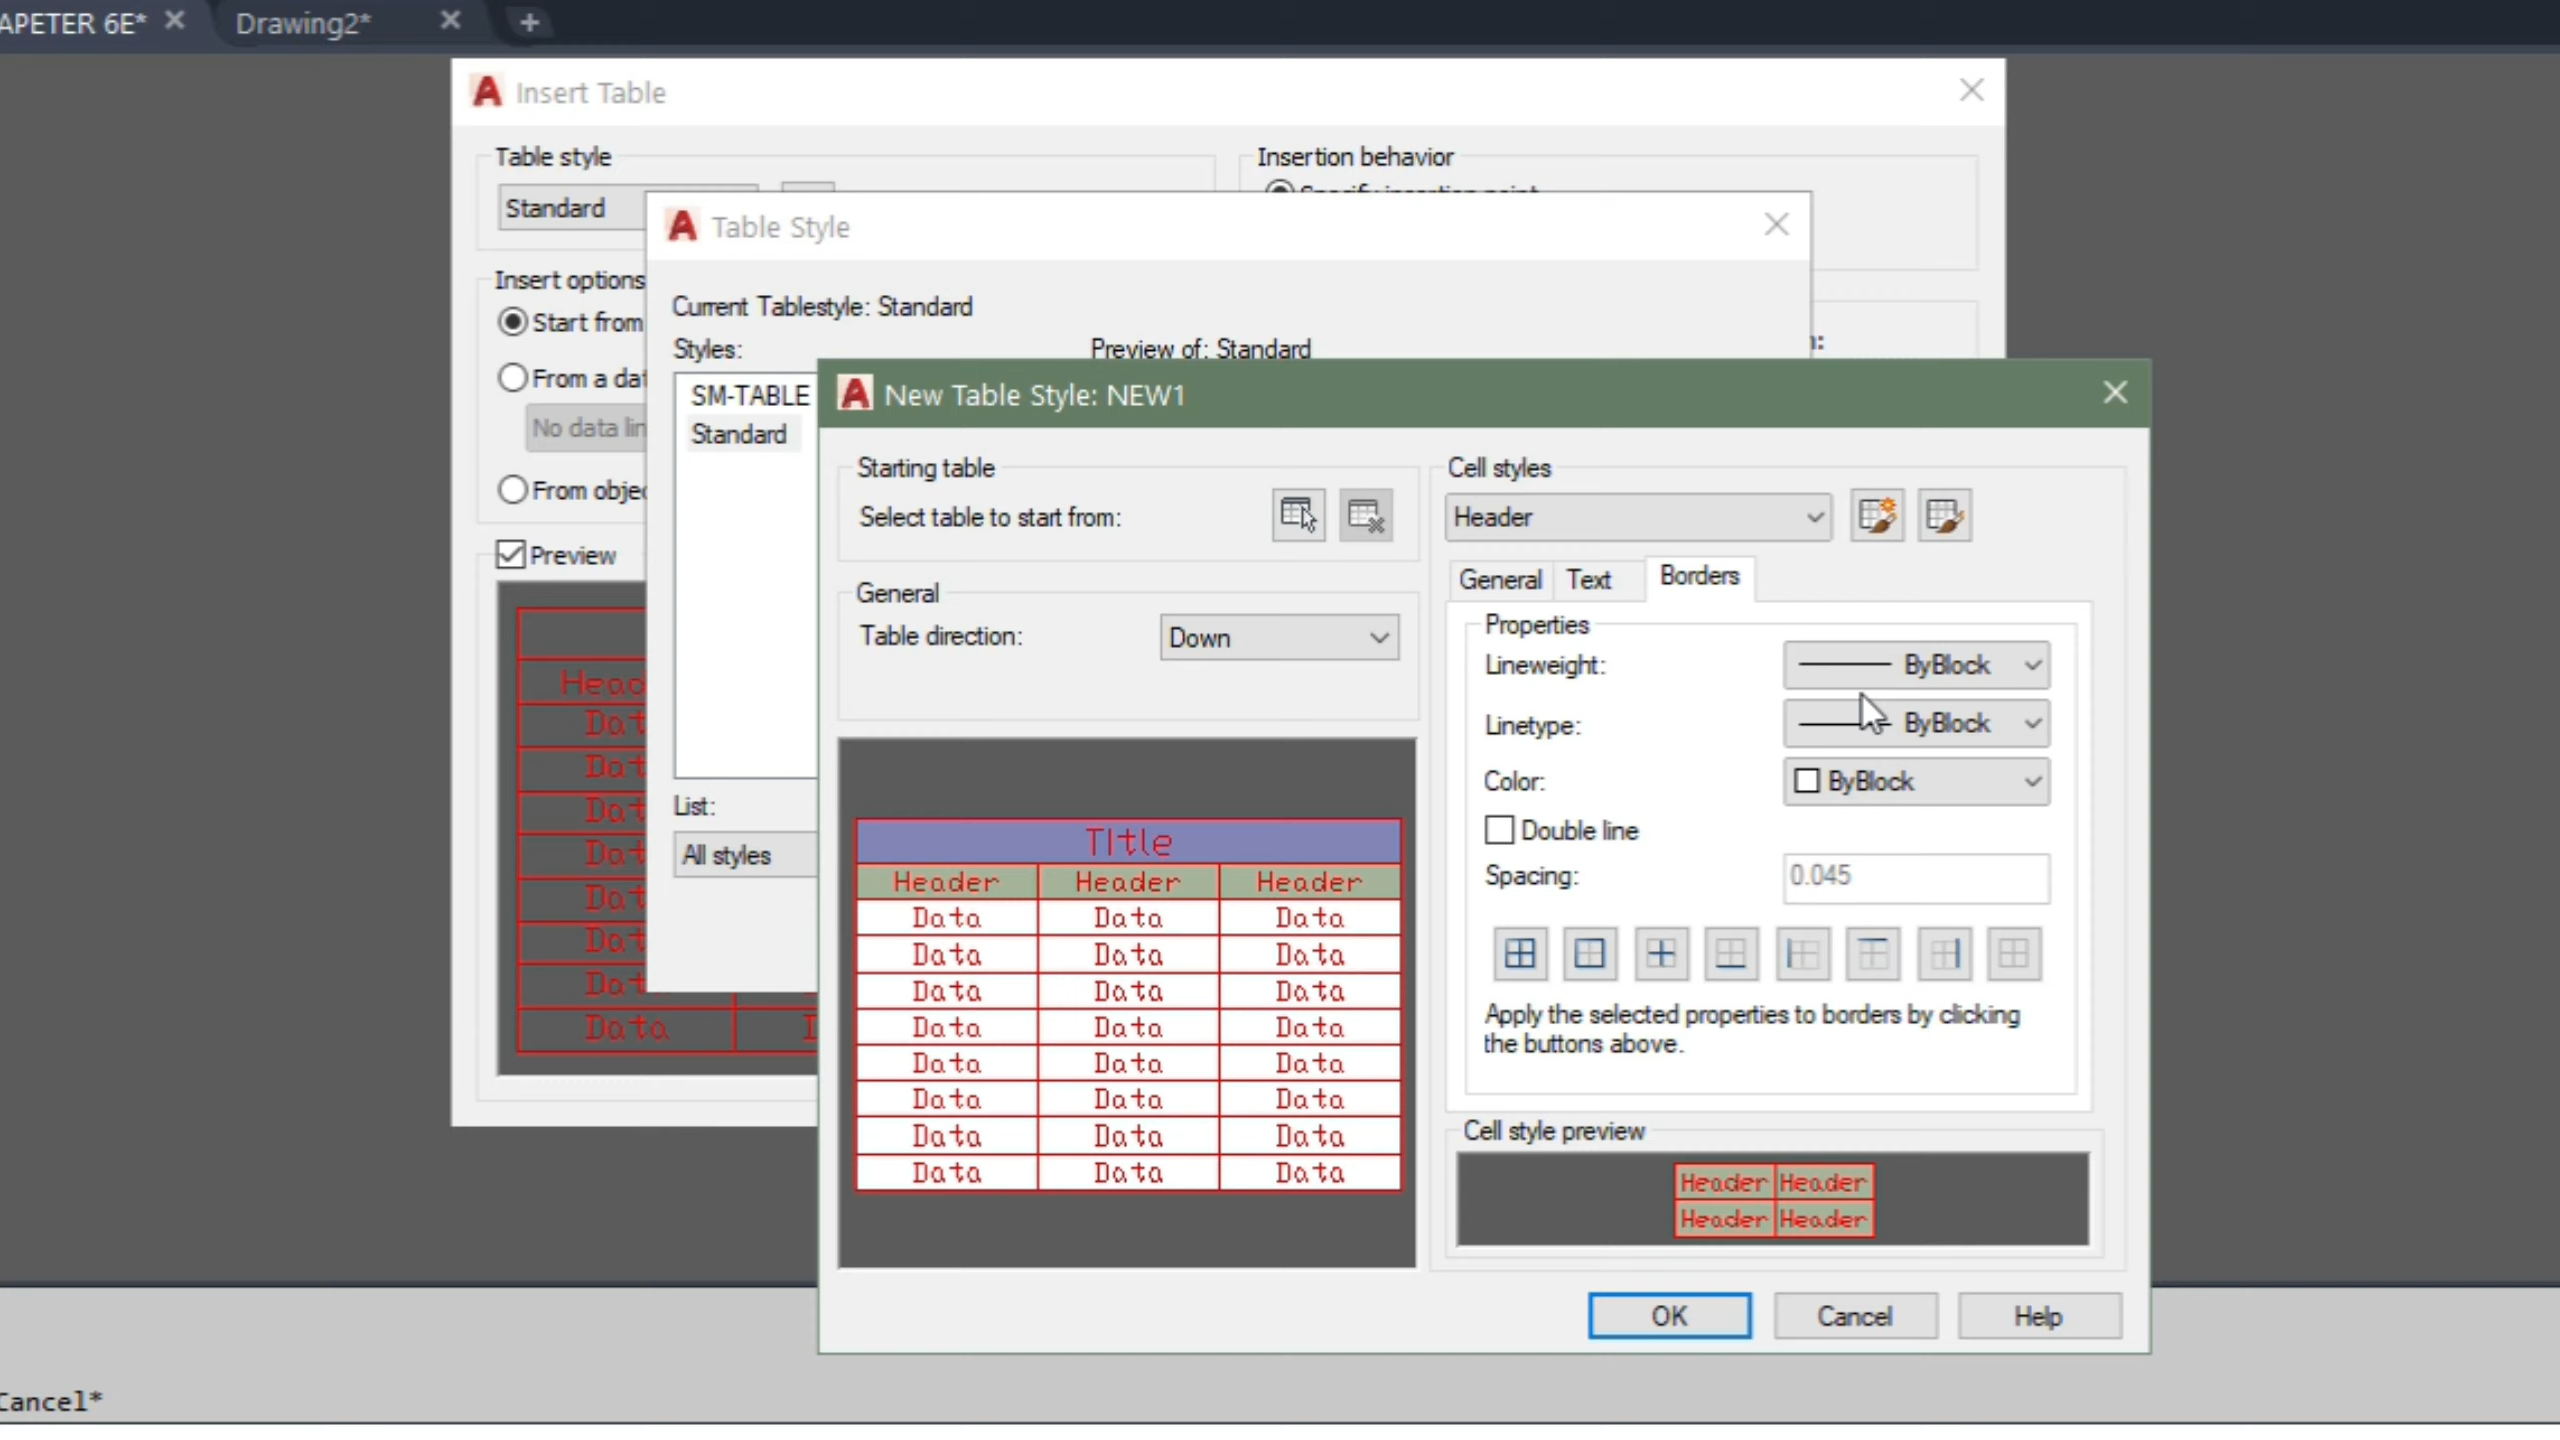 APETER 6E*
Drawing2*
Insert Table
Table style
Standard
Insertion behavior
Specify insertion point
Insert options
Start from
From a dat
No data lin
From objec
Preview
Head
Dat
Dat
Dat
Dat
Dat
Dat
Dat
Data
Table Style
Current Tablestyle: Standard
Styles:
SM-TABLE
Standard
Preview of: Standard
n:
List:
All styles
New Table Style: NEW1
Starting table
Select table to start from:
General
Table direction:
Down
TItle
Header Header Header
Data Data Data
Data Data Data
Data Data Data
Data Data Data
Data Data Data
Data Data Data
Data Data Data
Data Data Data
Cell styles
Header
General Text Borders
Properties
Lineweight: ByBlock
Linetype: ByBlock
Color: ByBlock
Double line
Spacing: 0.045
Apply the selected properties to borders by clicking
the buttons above.
Cell style preview
Header Header
Header Header
OK Cancel Help
Cancel*